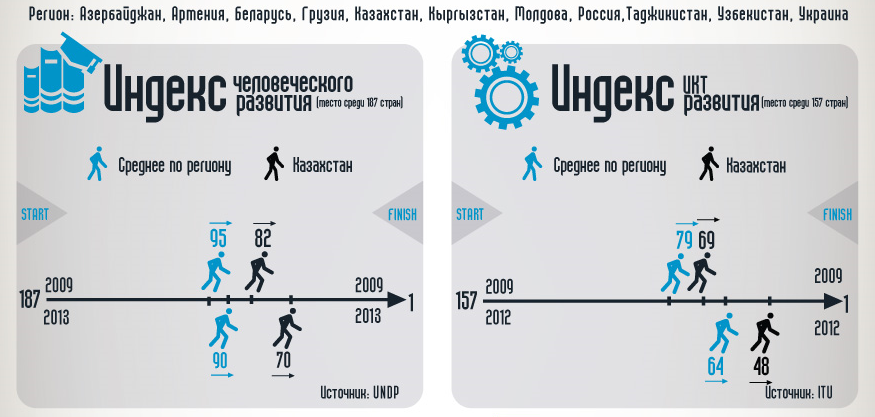 Регион: Азербайджан, Армения, Беларусь, Грузия, Казахстан, Кыргызстан, Молдова, Россия,Таджикистан, Узбекистан, Украина
Индекс человеческого
развития (место среди 187 стран)
Среднее по региону
Казахстан
START
FINISH
95
82
187
2009
2009
1
2013
2013
90
70
Источник: UNDP
Индекс ИКТ
развития (место среди 157 стран)
Среднее по региону
Казахстан
START
FINISH
79
69
157
2009
2009
1
2012
2012
64
48
Источник: ITU